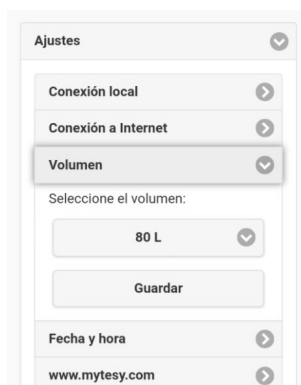 Ajustes
Conexión local
Conexión a Internet
Volumen
Seleccione el volumen:
80 L
Guardar
Fecha y hora
www.mytesy.com